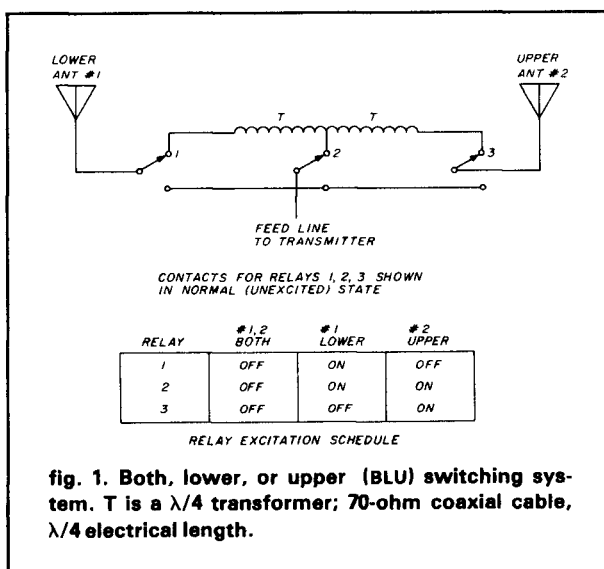 LOWER
ANT #1
UPPER
ANT #2
T T
1 2 3
FEED LINE
TO TRANSMITTER
CONTACTS FOR RELAYS 1, 2, 3 SHOWN
IN NORMAL (UNEXCITED) STATE
#1,2 #1 #2
RELAY BOTH LOWER UPPER
1 OFF ON OFF
2 OFF ON ON
3 OFF OFF ON
RELAY EXCITATION SCHEDULE
fig. 1. Both, lower, or upper (BLU) switching sys-
tem. T is a λ/4 transformer; 70-ohm coaxial cable,
λ/4 electrical length.